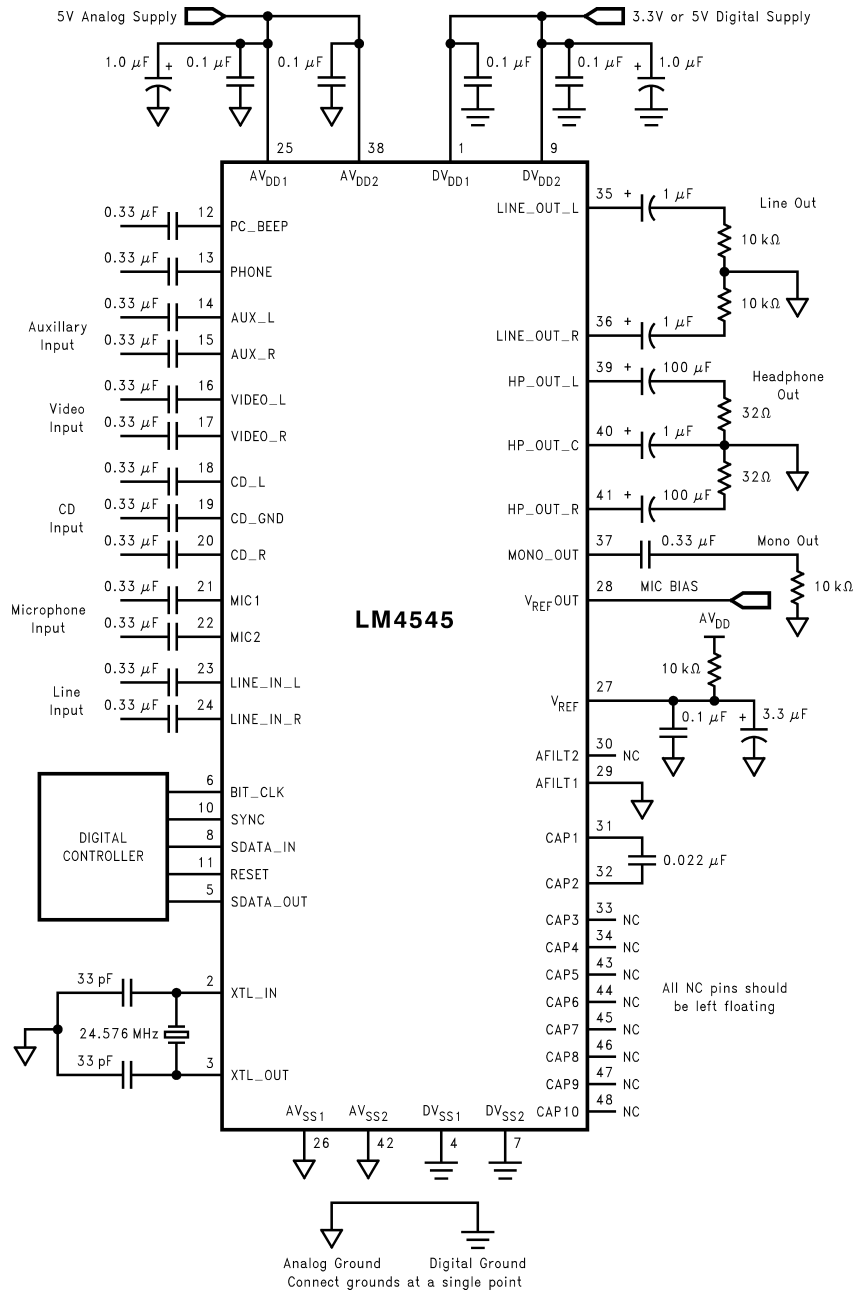 5V Analog Supply
3.3V or 5V Digital Supply
1.0 μF +
0.1 μF
0.1 μF
0.1 μF
0.1 μF
+ 1.0 μF
25
38
1
9
AVDD1
AVDD2
DVDD1
DVDD2
0.33 μF 12 PC_BEEP
0.33 μF 13 PHONE
Auxillary
Input
0.33 μF 14 AUX_L
0.33 μF 15 AUX_R
Video
Input
0.33 μF 16 VIDEO_L
0.33 μF 17 VIDEO_R
CD
Input
0.33 μF 18 CD_L
0.33 μF 19 CD_GND
0.33 μF 20 CD_R
Microphone
Input
0.33 μF 21 MIC1
0.33 μF 22 MIC2
Line
Input
0.33 μF 23 LINE_IN_L
0.33 μF 24 LINE_IN_R
DIGITAL
CONTROLLER
6 BIT_CLK
10 SYNC
8 SDATA_IN
11 RESET
5 SDATA_OUT
33 pF
2 XTL_IN
24.576 MHz
33 pF
3 XTL_OUT
LM4545
LINE_OUT_L 35 + 1 μF
Line Out
10 kΩ
10 kΩ
LINE_OUT_R 36 + 1 μF
HP_OUT_L 39 + 100 μF
Headphone
Out
32Ω
HP_OUT_C 40 + 1 μF
32Ω
HP_OUT_R 41 + 100 μF
MONO_OUT 37 0.33 μF Mono Out
10 kΩ
VREFOUT 28 MIC BIAS
AVDD
10 kΩ
VREF 27
0.1 μF
+ 3.3 μF
AFILT2 30 NC
AFILT1 29
CAP1 31
0.022 μF
CAP2 32
CAP3 33 NC
CAP4 34 NC
CAP5 43 NC
CAP6 44 NC
CAP7 45 NC
CAP8 46 NC
CAP9 47 NC
CAP10 48 NC
All NC pins should
be left floating
AVSS1
AVSS2
DVSS1
DVSS2
26
42
4
7
Analog Ground
Digital Ground
Connect grounds at a single point